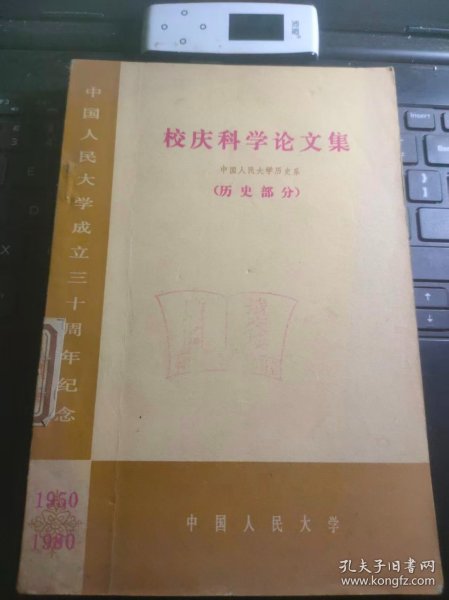 校庆科学论文集
中国人民大学历史系
（历史部分）
中国人民大学成立三十周年纪念
1950
1980
中国人民大学
Insert
孔夫子旧书网
www.kongfz.com